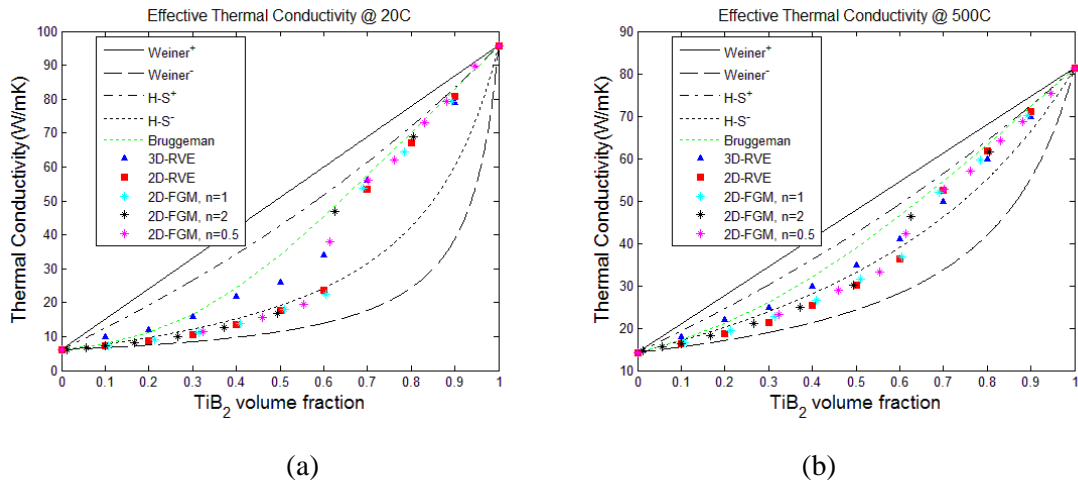 Effective Thermal Conductivity @ 20C
Thermal Conductivity(W/mK)
100
90
80
70
60
50
40
30
20
10
0
Weiner+
Weiner-
H-S+
H-S-
Bruggeman
3D-RVE
2D-RVE
2D-FGM, n=1
2D-FGM, n=2
2D-FGM, n=0.5
0 0.1 0.2 0.3 0.4 0.5 0.6 0.7 0.8 0.9 1
TiB2 volume fraction
(a)
Effective Thermal Conductivity @ 500C
Thermal Conductivity(W/mK)
90
80
70
60
50
40
30
20
10
Weiner+
Weiner-
H-S+
H-S-
Bruggeman
3D-RVE
2D-RVE
2D-FGM, n=1
2D-FGM, n=2
2D-FGM, n=0.5
0 0.1 0.2 0.3 0.4 0.5 0.6 0.7 0.8 0.9 1
TiB2 volume fraction
(b)